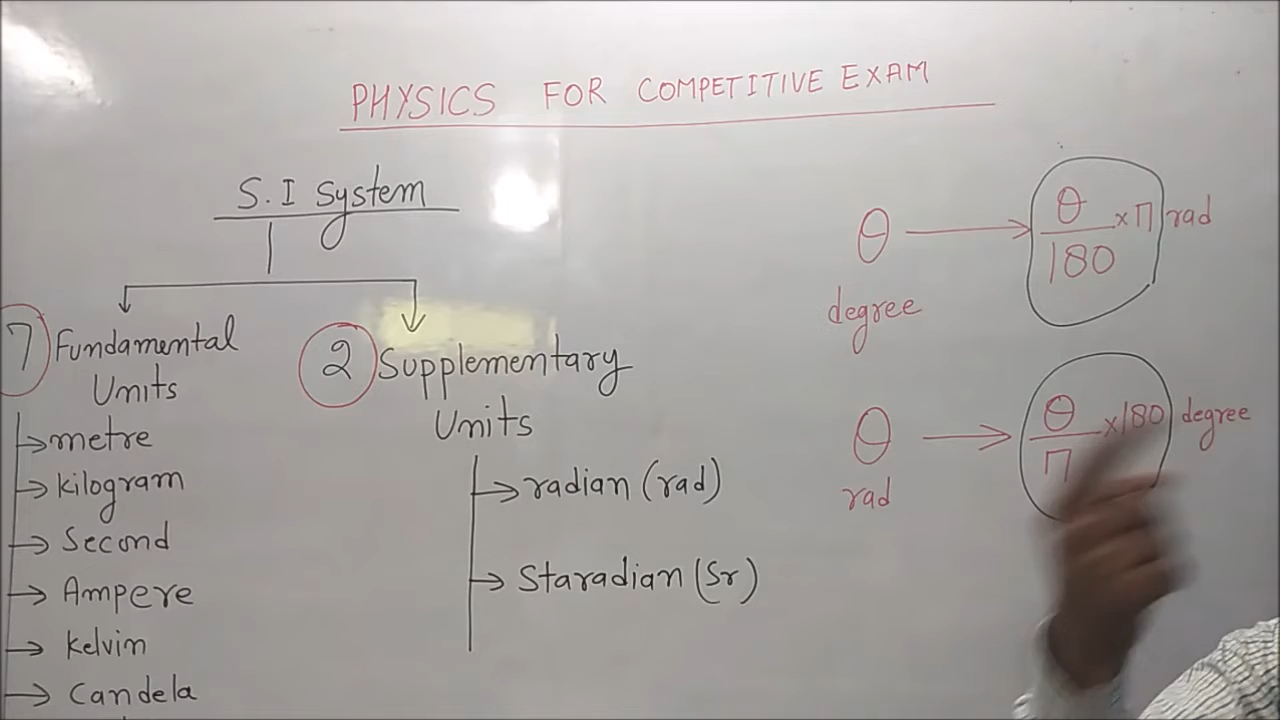 PHYSICS FOR COMPETITIVE EXAM
S.I System
7 Fundamental
Units
→ metre
→ Kilogram
→ Second
→ Ampere
→ Kelvin
→ Candela
2 Supplementary
Units
→ radian (rad)
→ Staradian (Sr)
θ → θ/180 × π rad
degree
θ → θ/π × 180 degree
rad